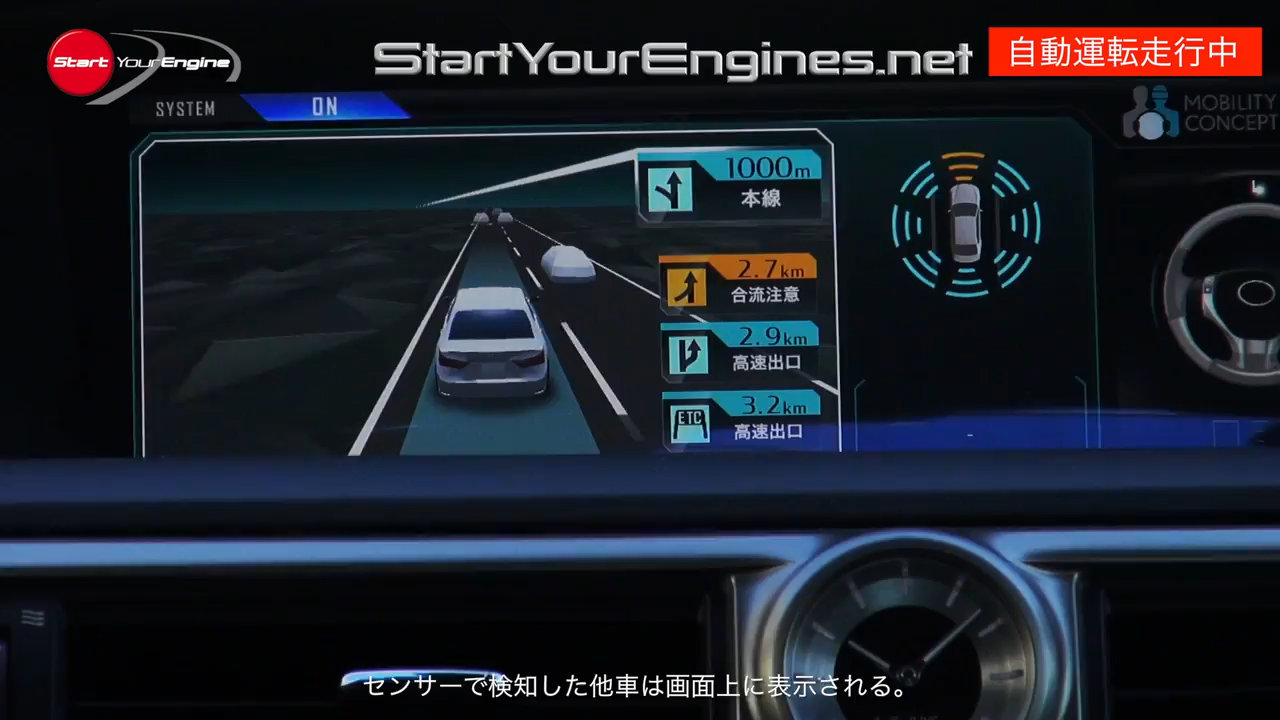 Start Your Engine
StartYourEngines.net
自動運転走行中
SYSTEM
ON
MOBILITY
CONCEPT
1000m
本線
2.7km
合流注意
2.9km
高速出口
ETC
3.2km
高速出口
センサーで検知した他車は画面上に表示される。